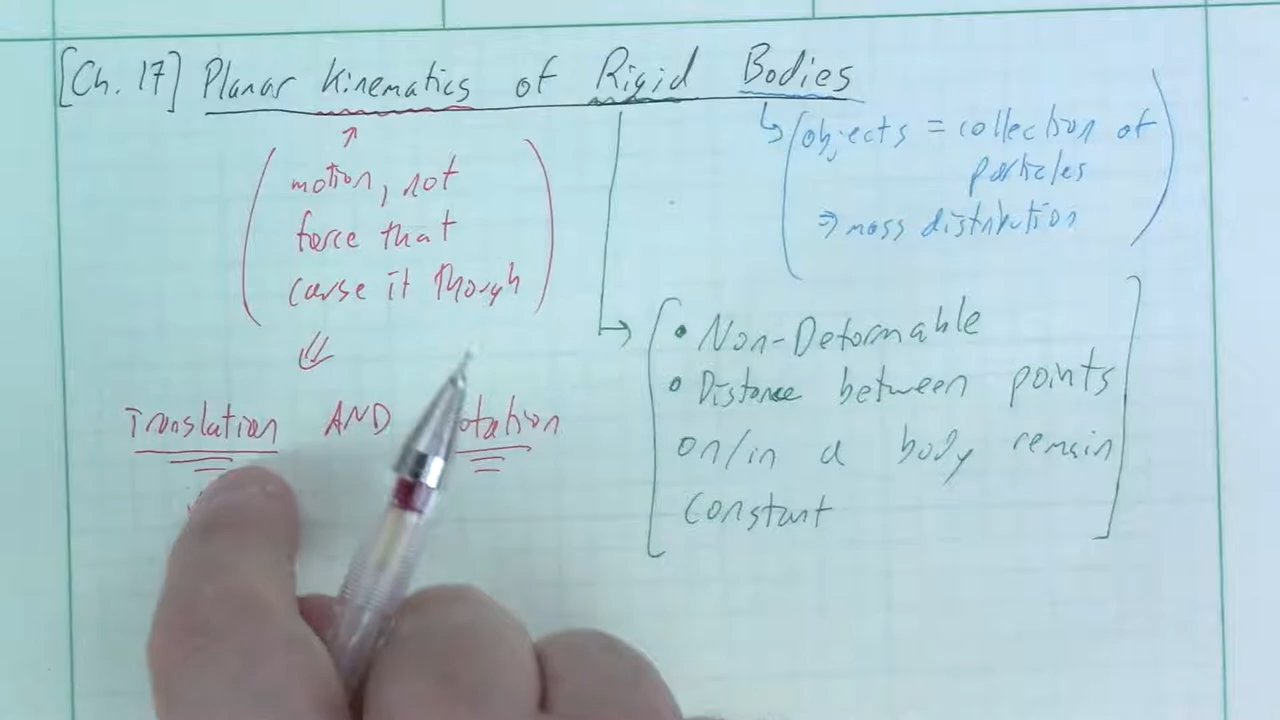 [Ch. 17] Planar Kinematics of Rigid Bodies
(objects = collection of
particles
⇒ mass distribution
motion, not
force that
cause it though
Translation AND otation
• Non-Deformable
• Distance between points
on/in a body remain
constant